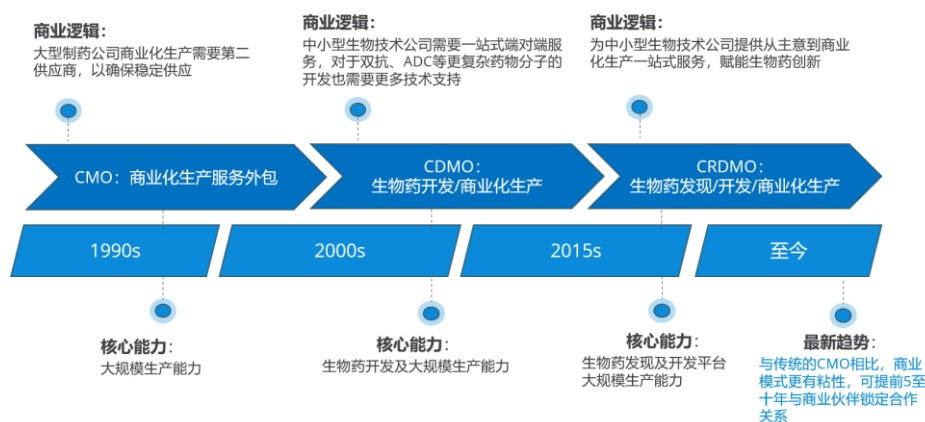 商业逻辑：
大型制药公司商业化生产需要第二
供应商，以确保稳定供应
商业逻辑：
中小型生物技术公司需要一站式端对端服
务，对于双抗、ADC等更复杂药物分子的
开发也需要更多技术支持
商业逻辑：
为中小型生物技术公司提供从主意到商业
化生产一站式服务，赋能生物药创新
CMO：商业化生产服务外包
CDMO：
生物药开发/商业化生产
CRDMO：
生物药发现/开发/商业化生产
1990s
2000s
2015s
至今
核心能力：
大规模生产能力
核心能力：
生物药开发及大规模生产能力
核心能力：
生物药发现及开发平台
大规模生产能力
最新趋势：
与传统的CMO相比，商业
模式更有粘性，可提前5至
十年与商业伙伴锁定合作
关系